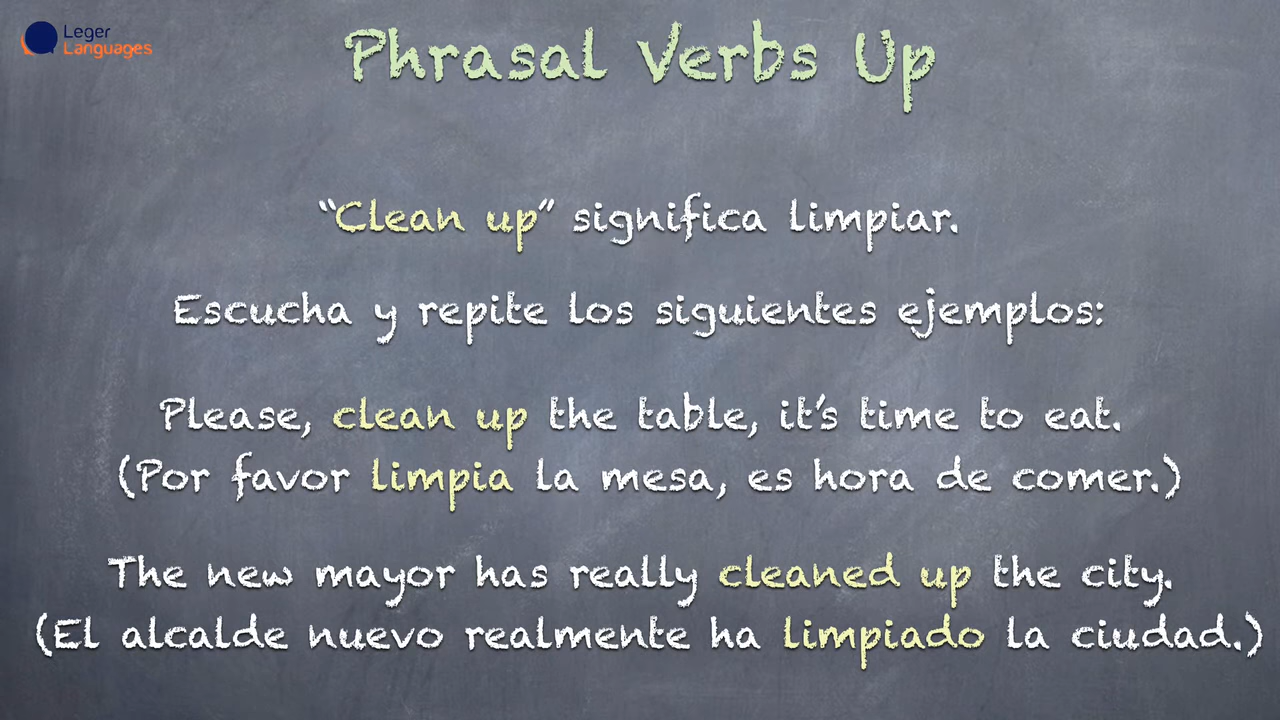 Leger
Languages
Phrasal Verbs Up
“Clean up” significa limpiar.
Escucha y repite los siguientes ejemplos:
Please, clean up the table, it’s time to eat.
(Por favor limpia la mesa, es hora de comer.)
The new mayor has really cleaned up the city.
(El alcalde nuevo realmente ha limpiado la ciudad.)